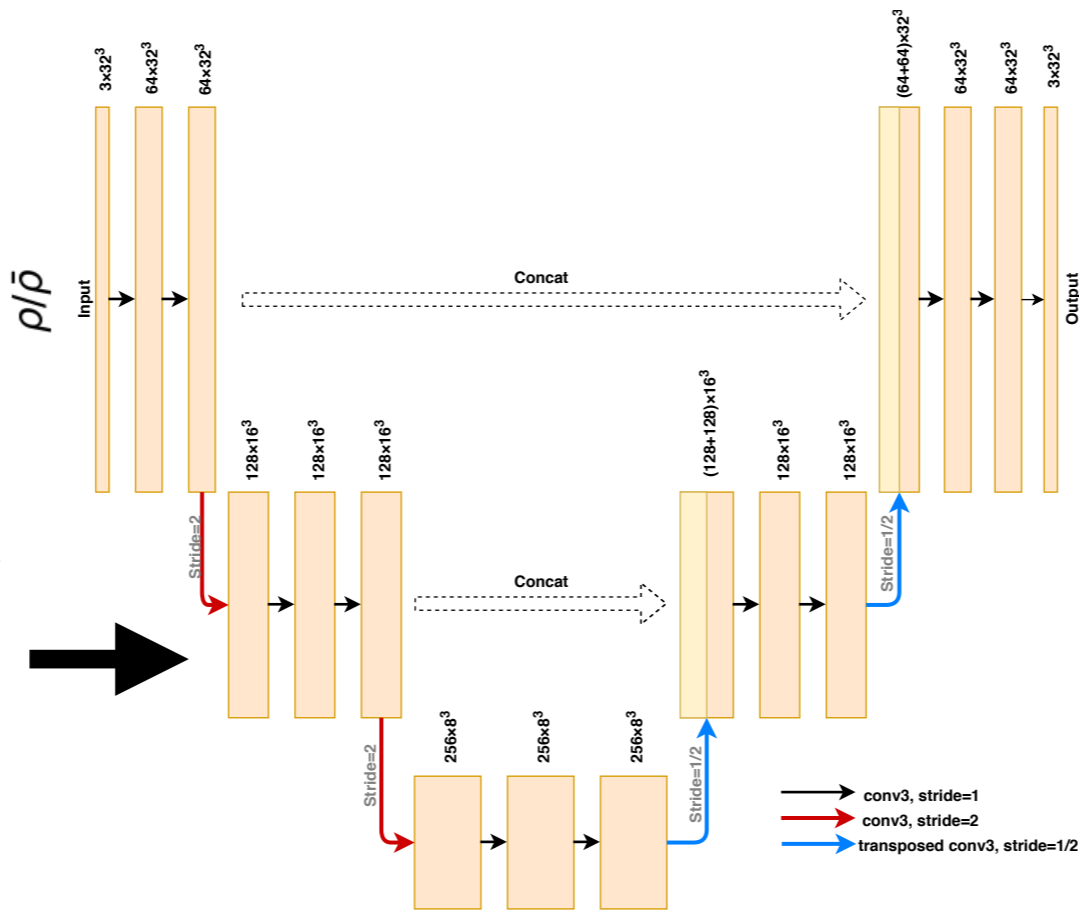 3×32³
64×32³
64×32³
(64+64)×32³
64×32³
64×32³
3×32³
ρ/ρ̄
Input
Concat
Output
128×16³
128×16³
128×16³
(128+128)×16³
128×16³
128×16³
Stride=2
Stride=1/2
Concat
256×8³
256×8³
256×8³
Stride=2
Stride=1/2
conv3, stride=1
conv3, stride=2
transposed conv3, stride=1/2